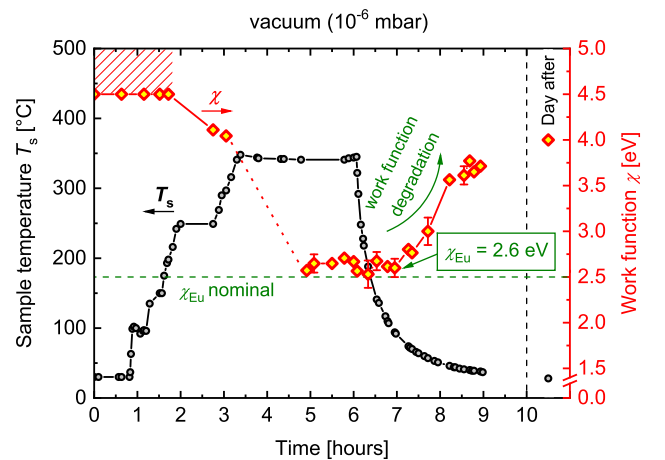 vacuum (10⁻⁶ mbar)
500
400
300
200
100
0
Sample temperature Tₛ [°C]
χ
Tₛ
work function
degradation
χEu = 2.6 eV
χEu nominal
Day after
5.0
4.5
4.0
3.5
3.0
2.5
2.0
1.5
0.0
Work function χ [eV]
0 1 2 3 4 5 6 7 8 9 10 11
Time [hours]